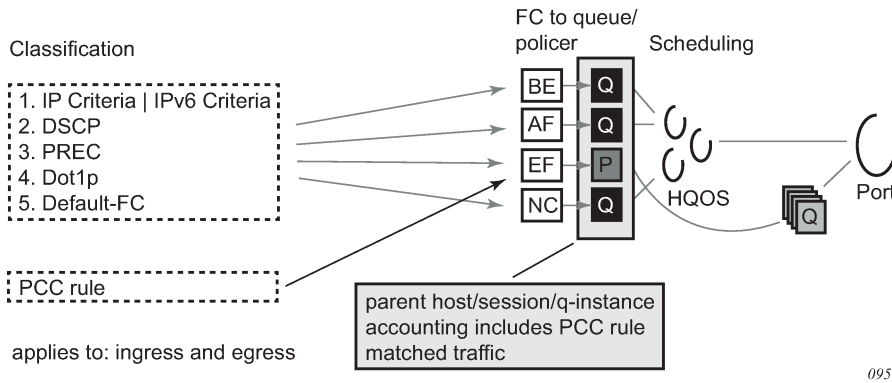 Classification
FC to queue/
policer
Scheduling
1. IP Criteria | IPv6 Criteria
2. DSCP
3. PREC
4. Dot1p
5. Default-FC
BE
Q
AF
Q
EF
P
NC
Q
HQOS
Q
Port
PCC rule
parent host/session/q-instance
accounting includes PCC rule
matched traffic
applies to: ingress and egress
095